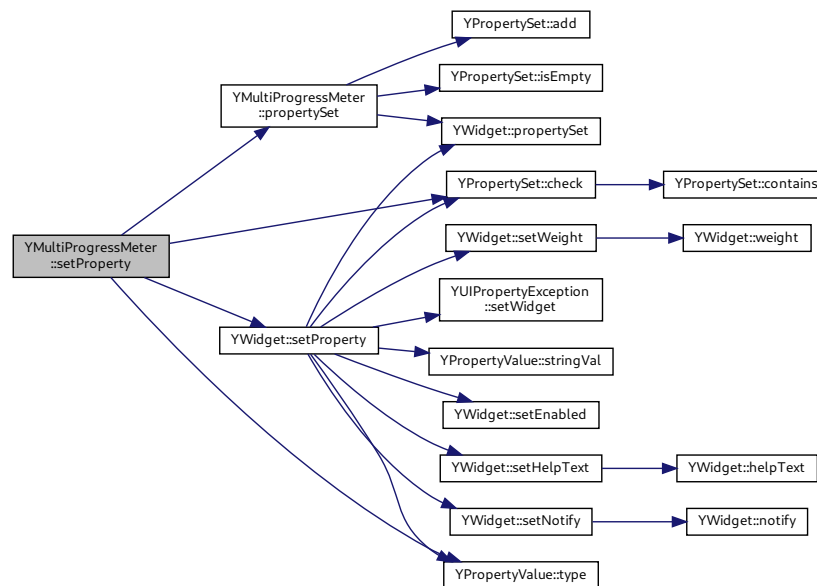 YPropertySet::add
YPropertySet::isEmpty
YMultiProgressMeter
::propertySet
YWidget::propertySet
YPropertySet::check
YPropertySet::contains
YWidget::setWeight
YWidget::weight
YMultiProgressMeter
::setProperty
YUIPropertyException
::setWidget
YWidget::setProperty
YPropertyValue::stringVal
YWidget::setEnabled
YWidget::setHelpText
YWidget::helpText
YWidget::setNotify
YWidget::notify
YPropertyValue::type